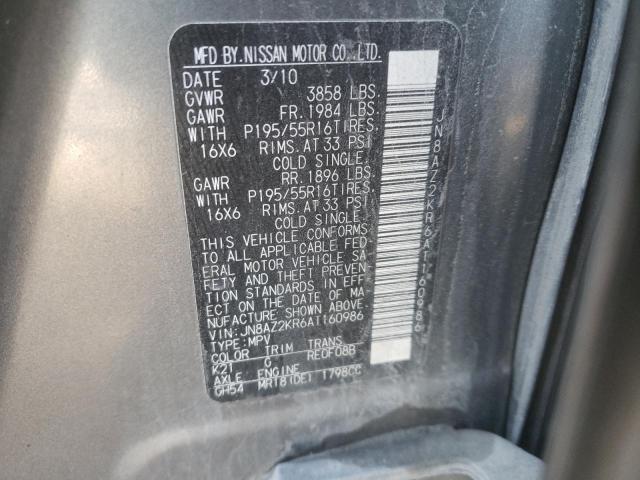 MFD BY. NISSAN MOTOR CO., LTD.
DATE 3/10
GVWR 3858 LBS.
GAWR FR. 1984 LBS.
WITH P195/55R16TIRES.
16X6 RIMS. AT 33 PSI
COLD SINGLE.
GAWR RR. 1896 LBS.
WITH P195/55R16TIRES.
16X6 RIMS. AT 33 PSI
COLD SINGLE.
THIS VEHICLE CONFORMS
TO ALL APPLICABLE FED-
ERAL MOTOR VEHICLE SA
FETY AND THEFT PREVEN
TION STANDARDS IN EFF
ECT ON THE DATE OF MA
NUFACTURE SHOWN ABOVE.
VIN: JN8AZ2KR6AT160986
TYPE: MPV
COLOR TRIM TRANS
K21 G RE0F08B
AXLE ENGINE
GH54 MR18(DE) 1798CC
JN8AZ2KR6AT160986